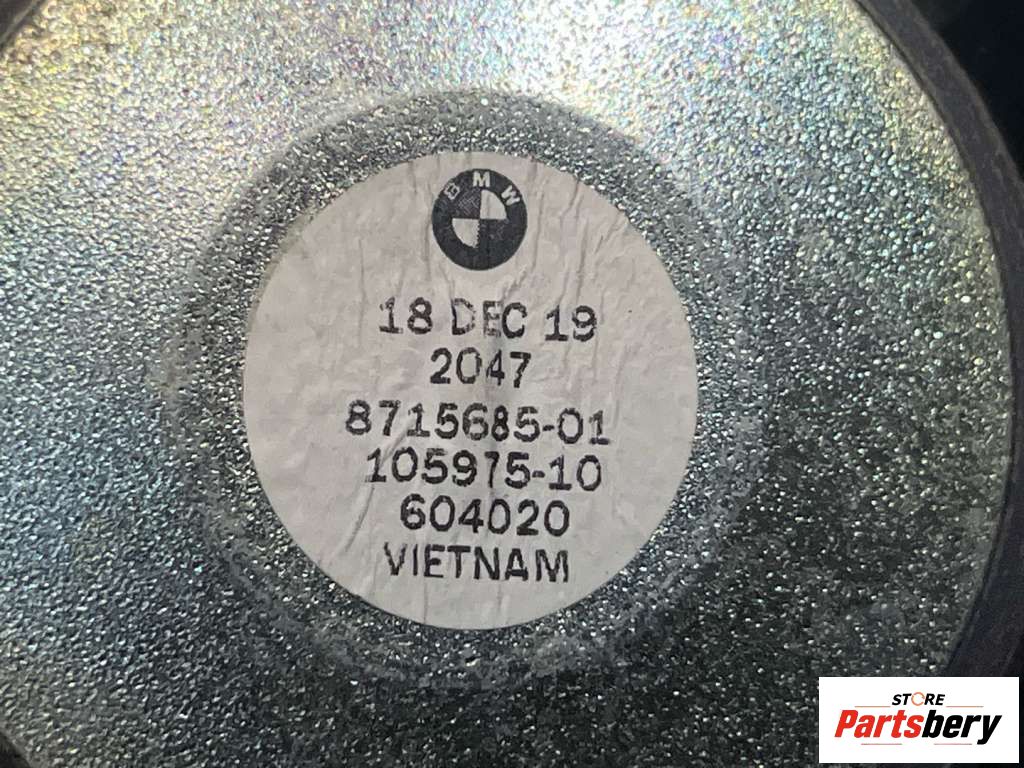 BMW
18 DEC 19
2047
8715685-01
105975-10
604020
VIETNAM
STORE
Partsbery